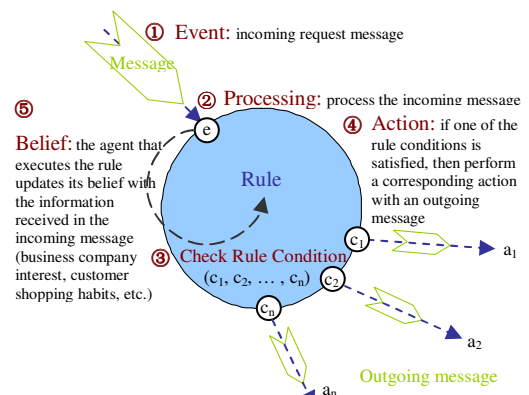 ① Event: incoming request message
Message
② Processing: process the incoming message
e
⑤
Belief: the agent that
executes the rule
updates its belief with
the information
received in the
incoming message
(business company
interest, customer
shopping habits, etc.)
④ Action: if one of the
rule conditions is
satisfied, then perform
a corresponding action
with an outgoing
message
Rule
③ Check Rule Condition
(c₁, c₂, … , cₙ)
c₁
a₁
c₂
a₂
cₙ
aₙ
Outgoing message